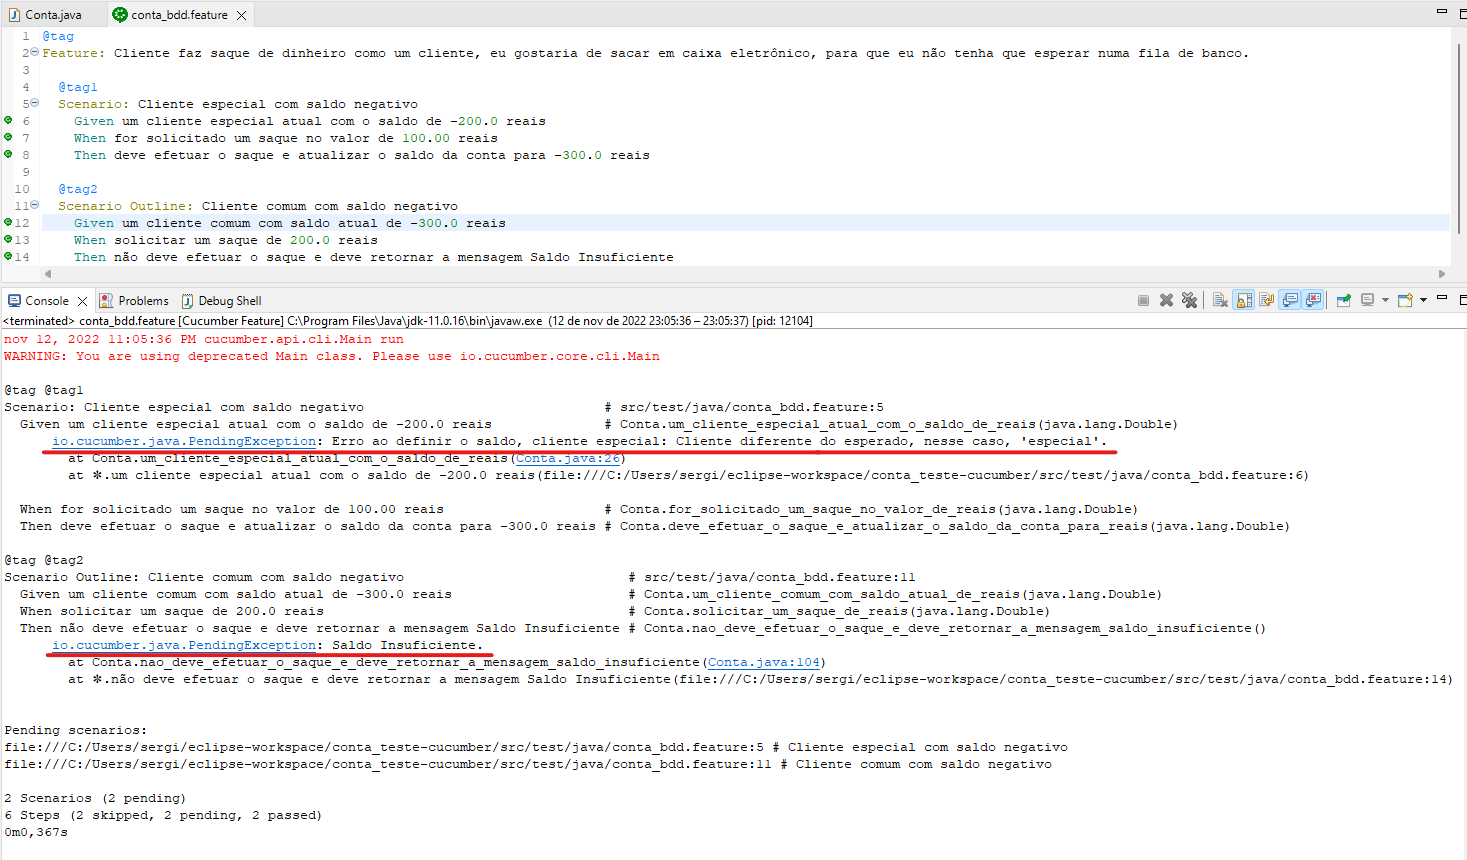 Conta.java
conta_bdd.feature
1 @tag
2 Feature: Cliente faz saque de dinheiro como um cliente, eu gostaria de sacar em caixa eletrônico, para que eu não tenha que esperar numa fila de banco.
3
4 @tag1
5 Scenario: Cliente especial com saldo negativo
6 Given um cliente especial atual com o saldo de -200.0 reais
7 When for solicitado um saque no valor de 100.00 reais
8 Then deve efetuar o saque e atualizar o saldo da conta para -300.0 reais
9
10 @tag2
11 Scenario Outline: Cliente comum com saldo negativo
12 Given um cliente comum com saldo atual de -300.0 reais
13 When solicitar um saque de 200.0 reais
14 Then não deve efetuar o saque e deve retornar a mensagem Saldo Insuficiente
Console Problems Debug Shell
<terminated> conta_bdd.feature [Cucumber Feature] C:\Program Files\Java\jdk-11.0.16\bin\javaw.exe (12 de nov de 2022 23:05:36 – 23:05:37) [pid: 12104]
nov 12, 2022 11:05:36 PM cucumber.api.cli.Main run
WARNING: You are using deprecated Main class. Please use io.cucumber.core.cli.Main
@tag @tag1
Scenario: Cliente especial com saldo negativo # src/test/java/conta_bdd.feature:5
Given um cliente especial atual com o saldo de -200.0 reais # Conta.um_cliente_especial_atual_com_o_saldo_de_reais(java.lang.Double)
io.cucumber.java.PendingException: Erro ao definir o saldo, cliente especial: Cliente diferente do esperado, nesse caso, 'especial'.
at Conta.um_cliente_especial_atual_com_o_saldo_de_reais(Conta.java:26)
at *.um cliente especial atual com o saldo de -200.0 reais(file:///C:/Users/sergi/eclipse-workspace/conta_teste-cucumber/src/test/java/conta_bdd.feature:6)
When for solicitado um saque no valor de 100.00 reais # Conta.for_solicitado_um_saque_no_valor_de_reais(java.lang.Double)
Then deve efetuar o saque e atualizar o saldo da conta para -300.0 reais # Conta.deve_efetuar_o_saque_e_atualizar_o_saldo_da_conta_para_reais(java.lang.Double)
@tag @tag2
Scenario Outline: Cliente comum com saldo negativo # src/test/java/conta_bdd.feature:11
Given um cliente comum com saldo atual de -300.0 reais # Conta.um_cliente_comum_com_saldo_atual_de_reais(java.lang.Double)
When solicitar um saque de 200.0 reais # Conta.solicitar_um_saque_de_reais(java.lang.Double)
Then não deve efetuar o saque e deve retornar a mensagem Saldo Insuficiente # Conta.nao_deve_efetuar_o_saque_e_deve_retornar_a_mensagem_saldo_insuficiente()
io.cucumber.java.PendingException: Saldo Insuficiente.
at Conta.nao_deve_efetuar_o_saque_e_deve_retornar_a_mensagem_saldo_insuficiente(Conta.java:104)
at *.não deve efetuar o saque e deve retornar a mensagem Saldo Insuficiente(file:///C:/Users/sergi/eclipse-workspace/conta_teste-cucumber/src/test/java/conta_bdd.feature:14)
Pending scenarios:
file:///C:/Users/sergi/eclipse-workspace/conta_teste-cucumber/src/test/java/conta_bdd.feature:5 # Cliente especial com saldo negativo
file:///C:/Users/sergi/eclipse-workspace/conta_teste-cucumber/src/test/java/conta_bdd.feature:11 # Cliente comum com saldo negativo
2 Scenarios (2 pending)
6 Steps (2 skipped, 2 pending, 2 passed)
0m0,367s